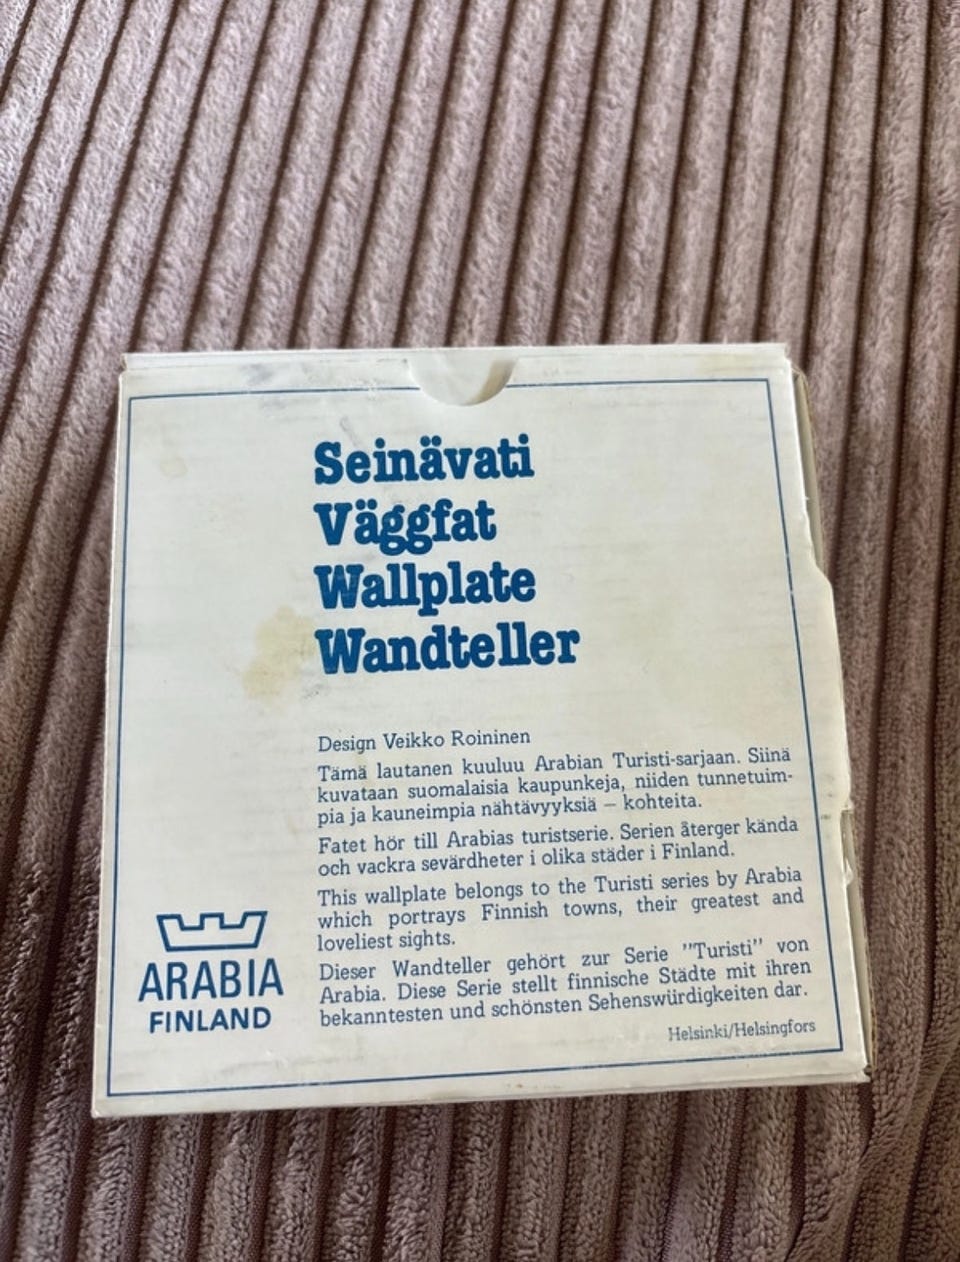 Seinävati
Väggfat
Wallplate
Wandteller
Design Veikko Roininen
Tämä lautanen kuuluu Arabian Turisti-sarjaan. Siinä
kuvataan suomalaisia kaupunkeja, niiden tunnetuim-
pia ja kauneimpia nähtävyyksiä – kohteita.
Fatet hör till Arabias turistserie. Serien återger kända
och vackra sevärdheter i olika städer i Finland.
This wallplate belongs to the Turisti series by Arabia
which portrays Finnish towns, their greatest and
loveliest sights.
Dieser Wandteller gehört zur Serie "Turisti" von
Arabia. Diese Serie stellt finnische Städte mit ihren
bekanntesten und schönsten Sehenswürdigkeiten dar.
Helsinki/Helsingfors
ARABIA
FINLAND